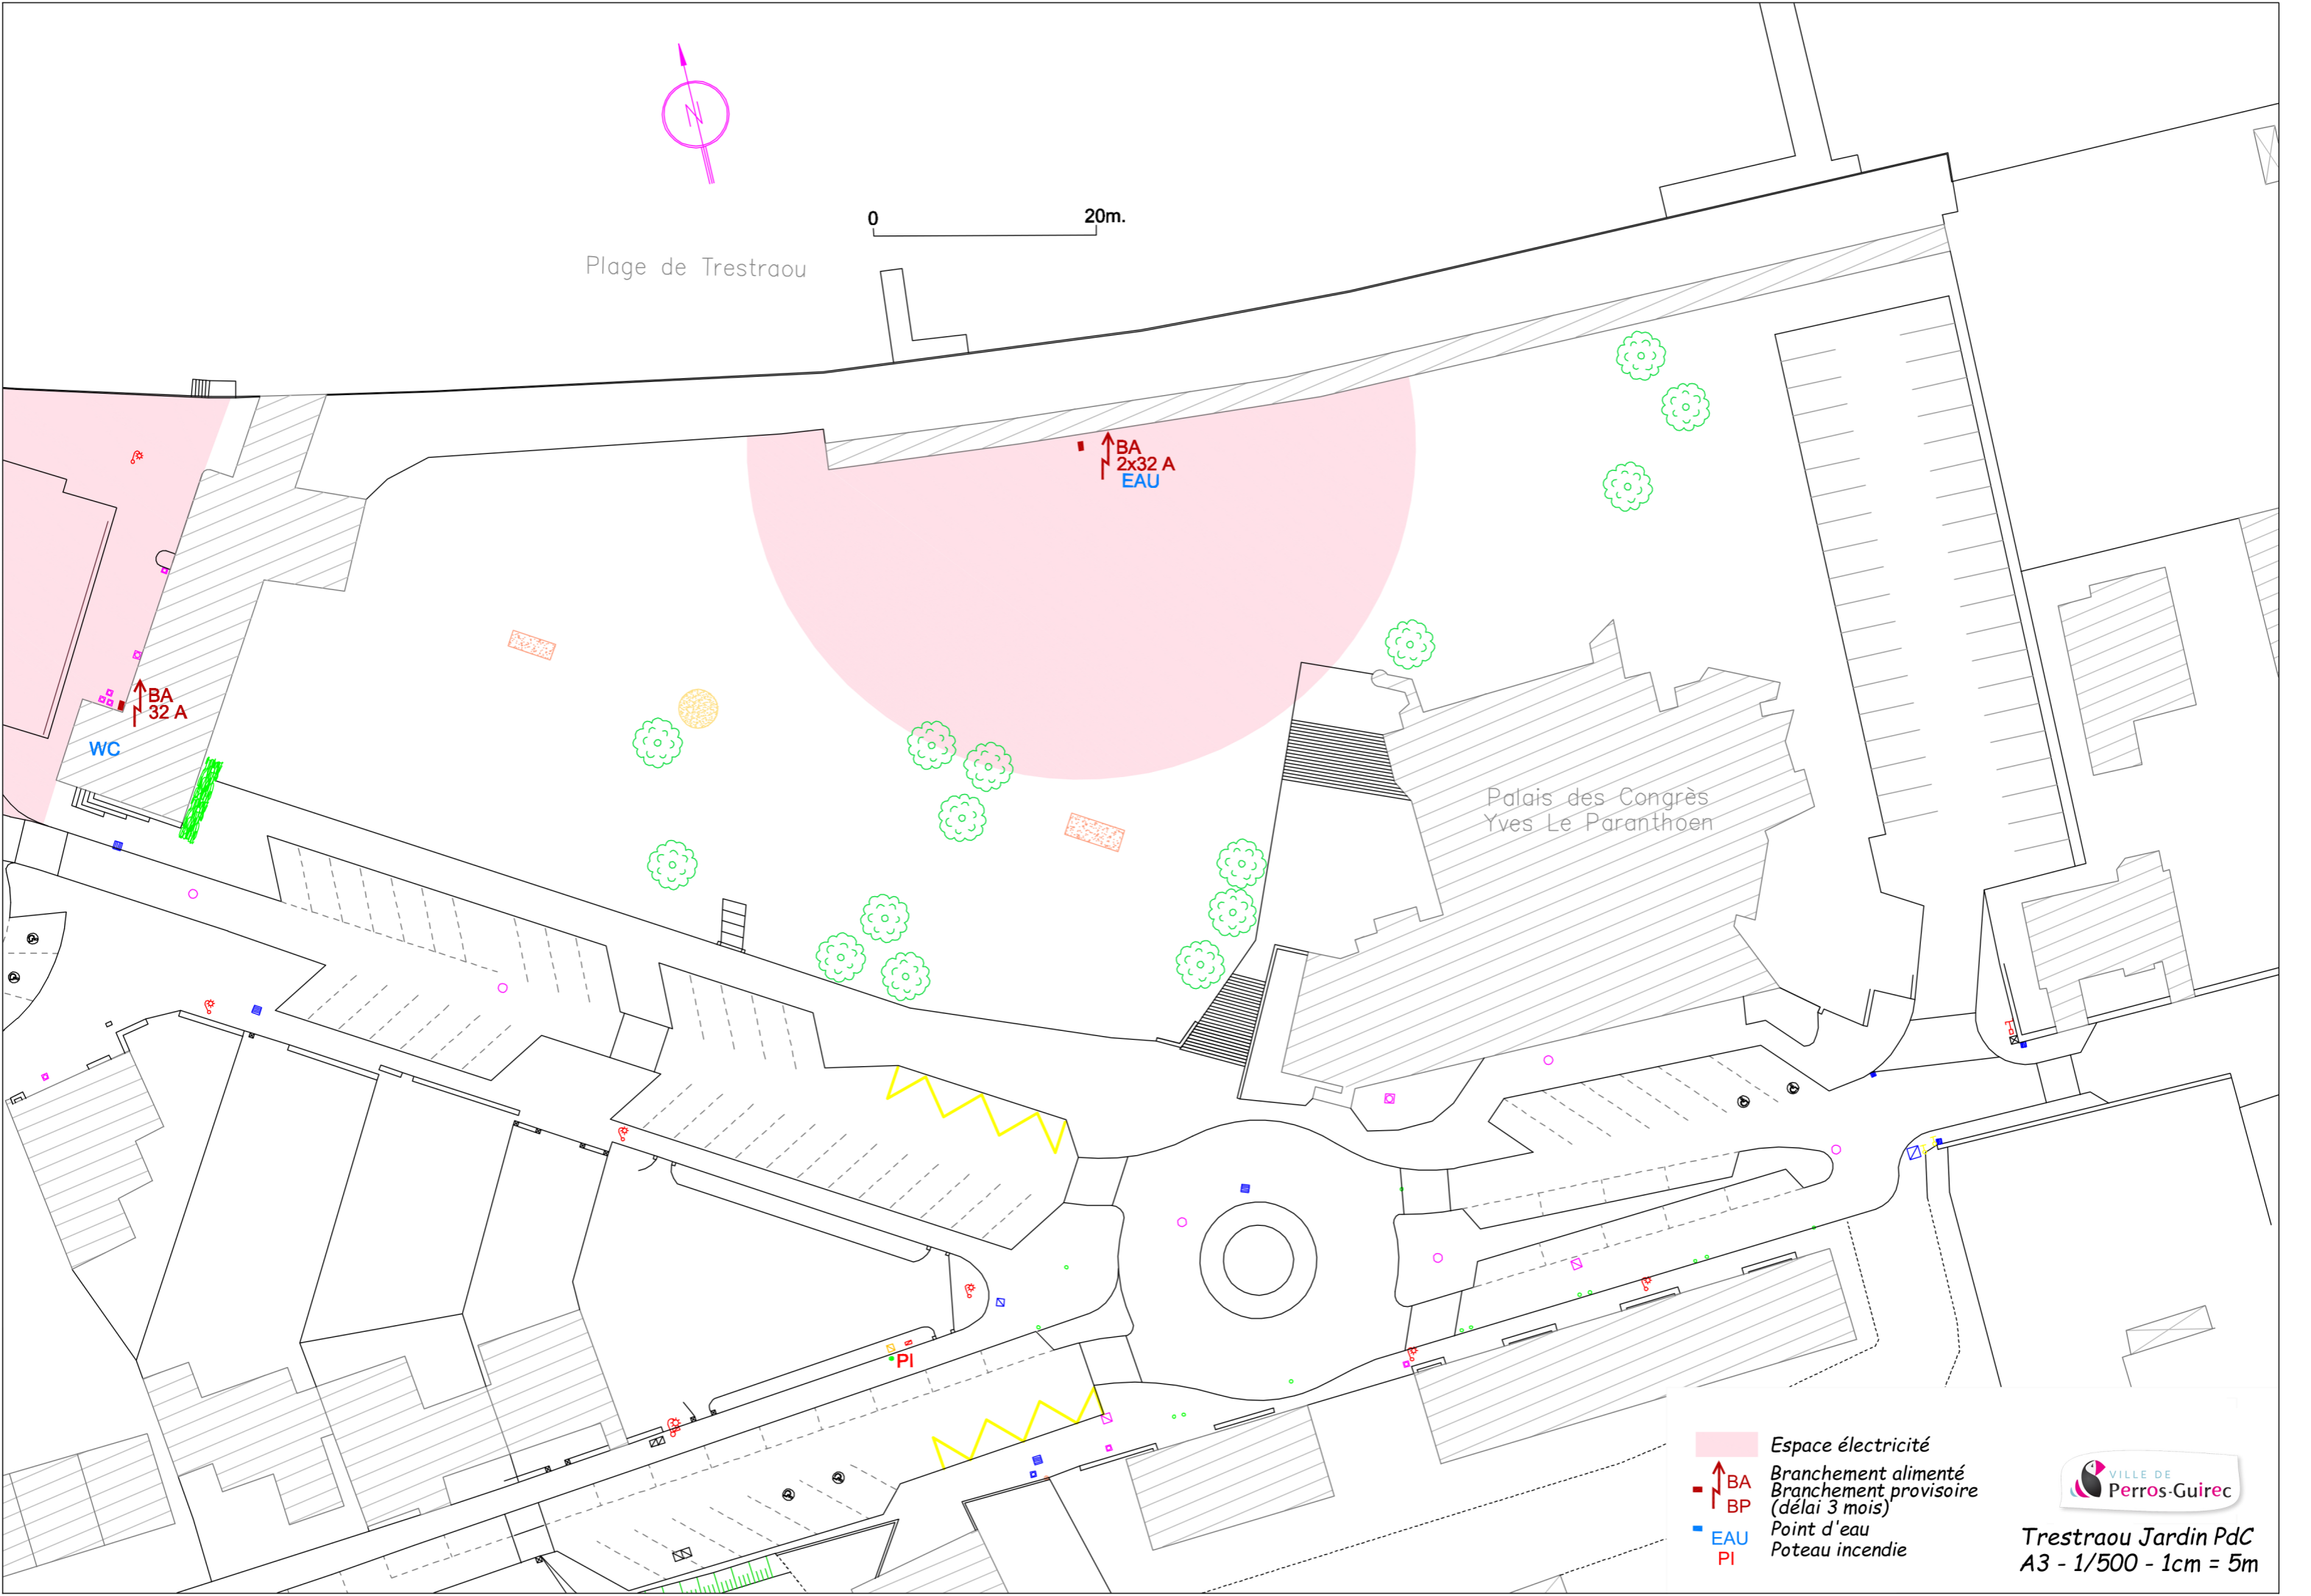 N
0 20m.
Plage de Trestraou
BA
2x32 A
EAU
BA
32 A
WC
Palais des Congrès
Yves Le Paranthoen
PI
Espace électricité
BA Branchement alimenté
Branchement provisoire
BP (délai 3 mois)
EAU Point d'eau
PI Poteau incendie
VILLE DE
Perros-Guirec
Trestraou Jardin PdC
A3 - 1/500 - 1cm = 5m